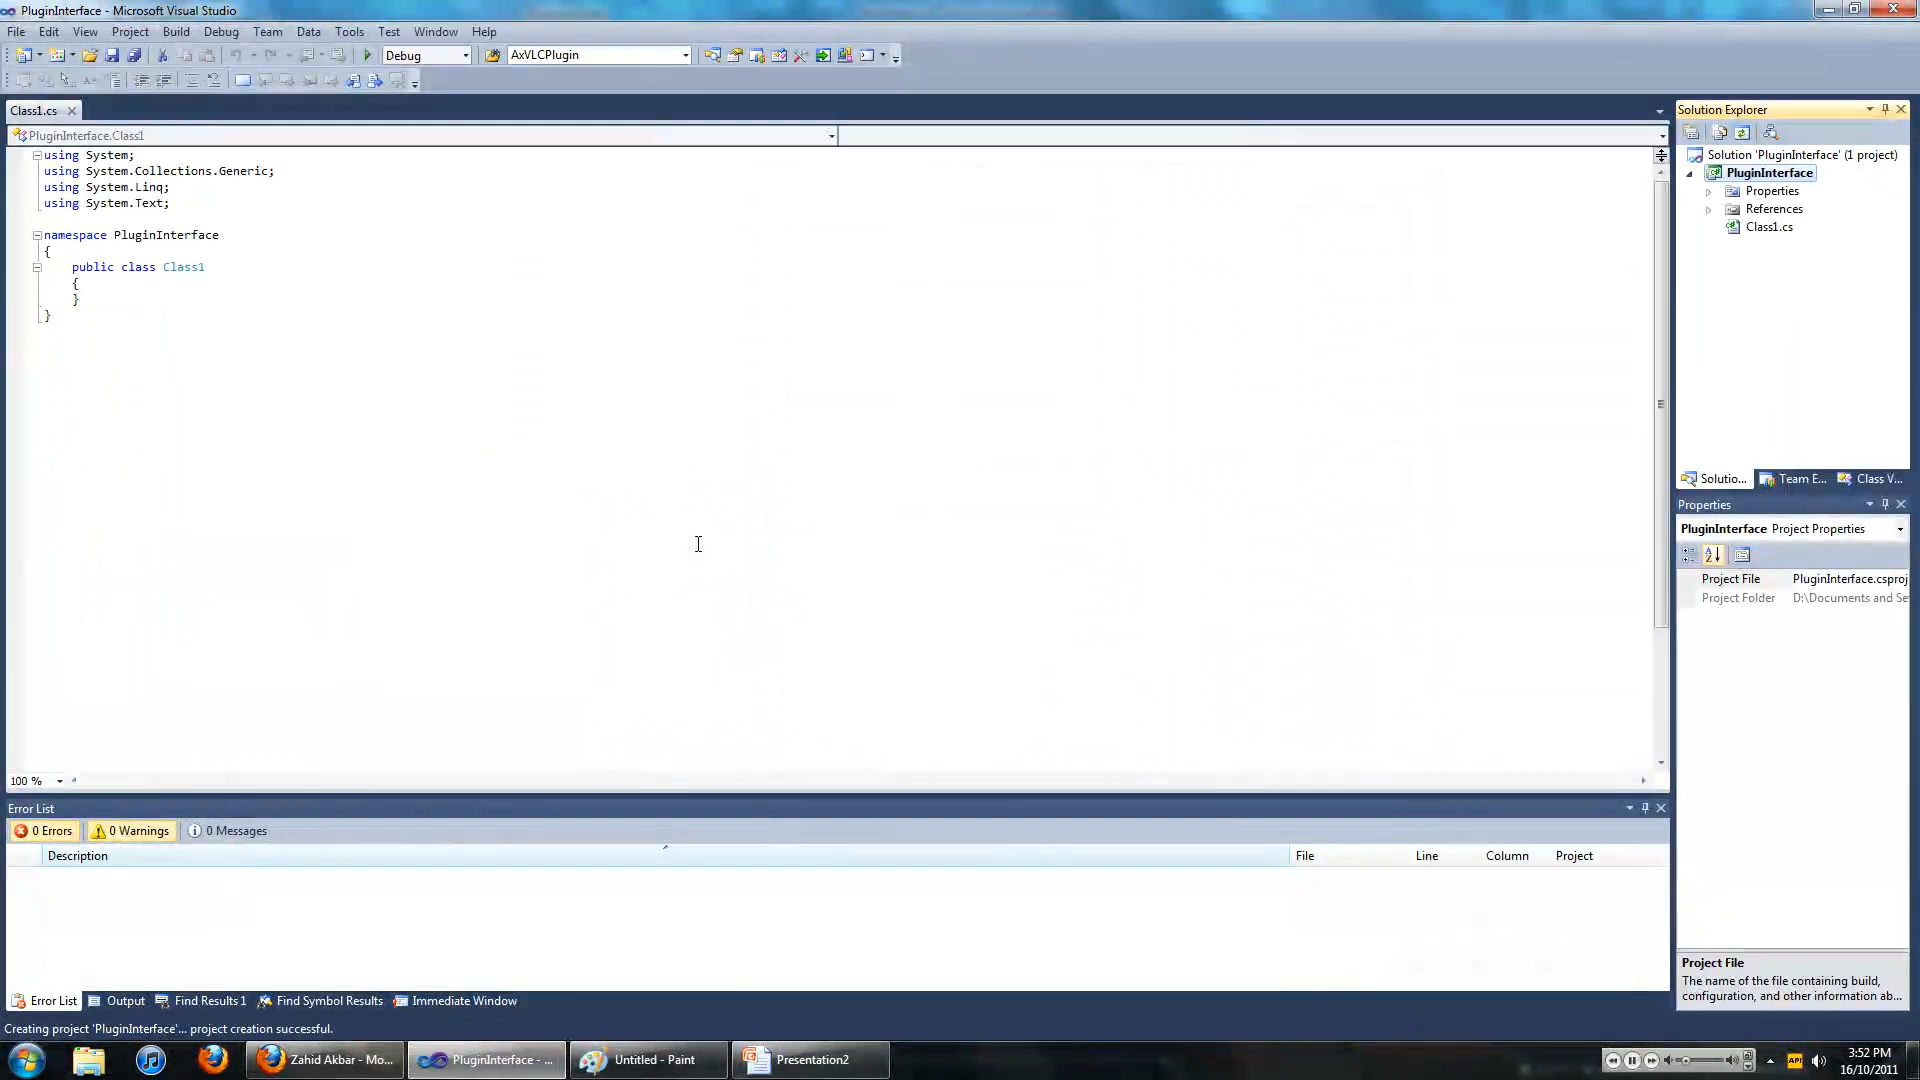 PluginInterface - Microsoft Visual Studio
File Edit View Project Build Debug Team Data Tools Test Window Help
Debug AxVLCPlugin
Class1.cs
PluginInterface.Class1
using System;
using System.Collections.Generic;
using System.Linq;
using System.Text;
namespace PluginInterface
{
public class Class1
{
}
}
100 %
Solution Explorer
Solution 'PluginInterface' (1 project)
PluginInterface
Properties
References
Class1.cs
Solutio... Team E... Class V...
Properties
PluginInterface Project Properties
Project File PluginInterface.csproj
Project Folder D:\Documents and Se
Project File
The name of the file containing build,
configuration, and other information ab...
Error List
0 Errors 0 Warnings 0 Messages
Description File Line Column Project
Error List Output Find Results 1 Find Symbol Results Immediate Window
Creating project 'PluginInterface'... project creation successful.
Zahid Akbar - Mo... PluginInterface - ... Untitled - Paint Presentation2
API
3:52 PM
16/10/2011